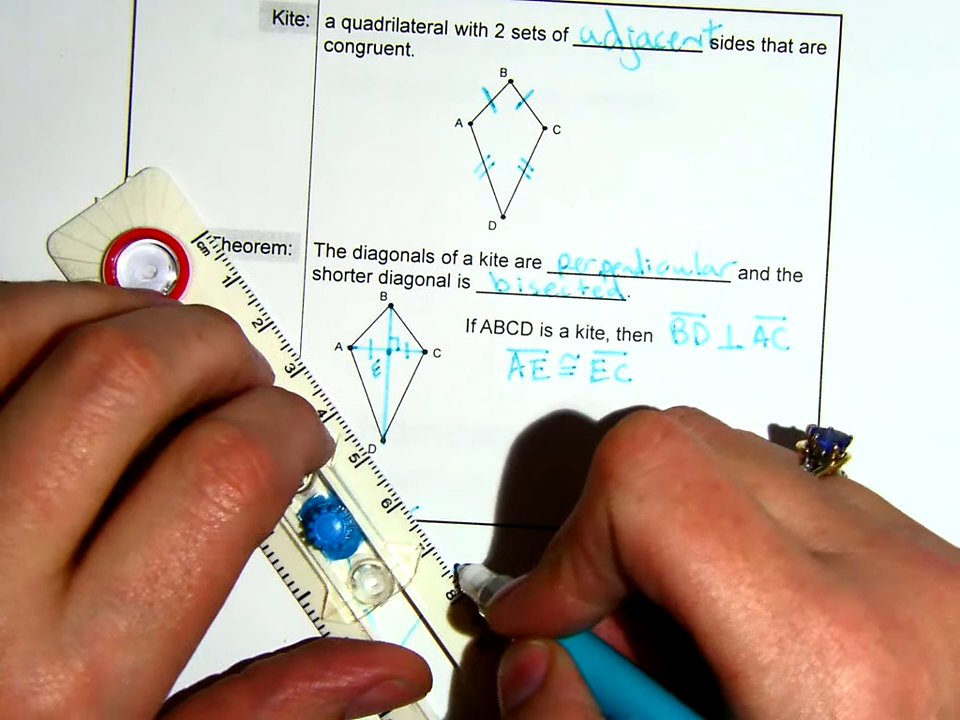 Kite: a quadrilateral with 2 sets of adjacent sides that are
congruent.
B
A
C
D
Theorem: The diagonals of a kite are perpendicular and the
shorter diagonal is bisected.
B
If ABCD is a kite, then BD ⊥ AC
A C
AE ≅ EC
E
D
cm 1 2 3 4 5 6 7 8